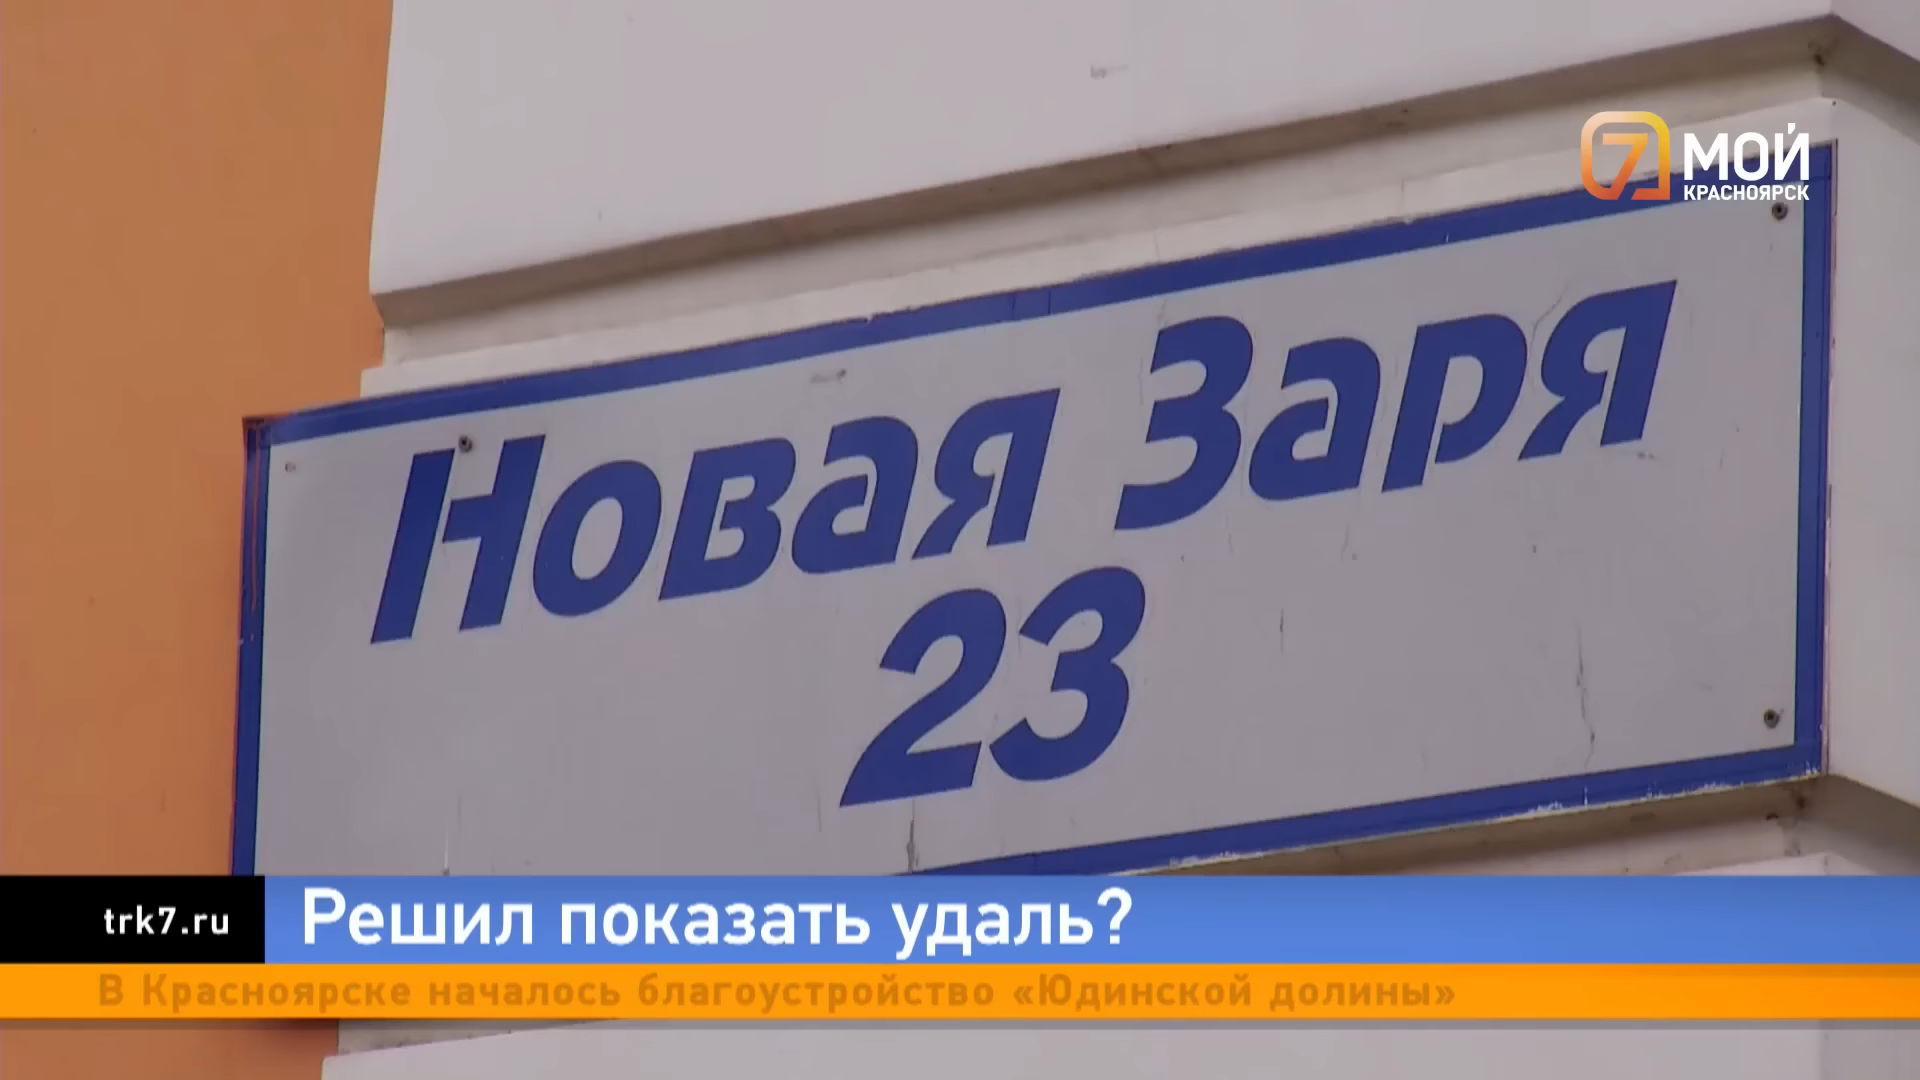 7 МОЙ
КРАСНОЯРСК
Новая Заря
23
trk7.ru
Решил показать удаль?
В Красноярске началось благоустройство «Юдинской долины»